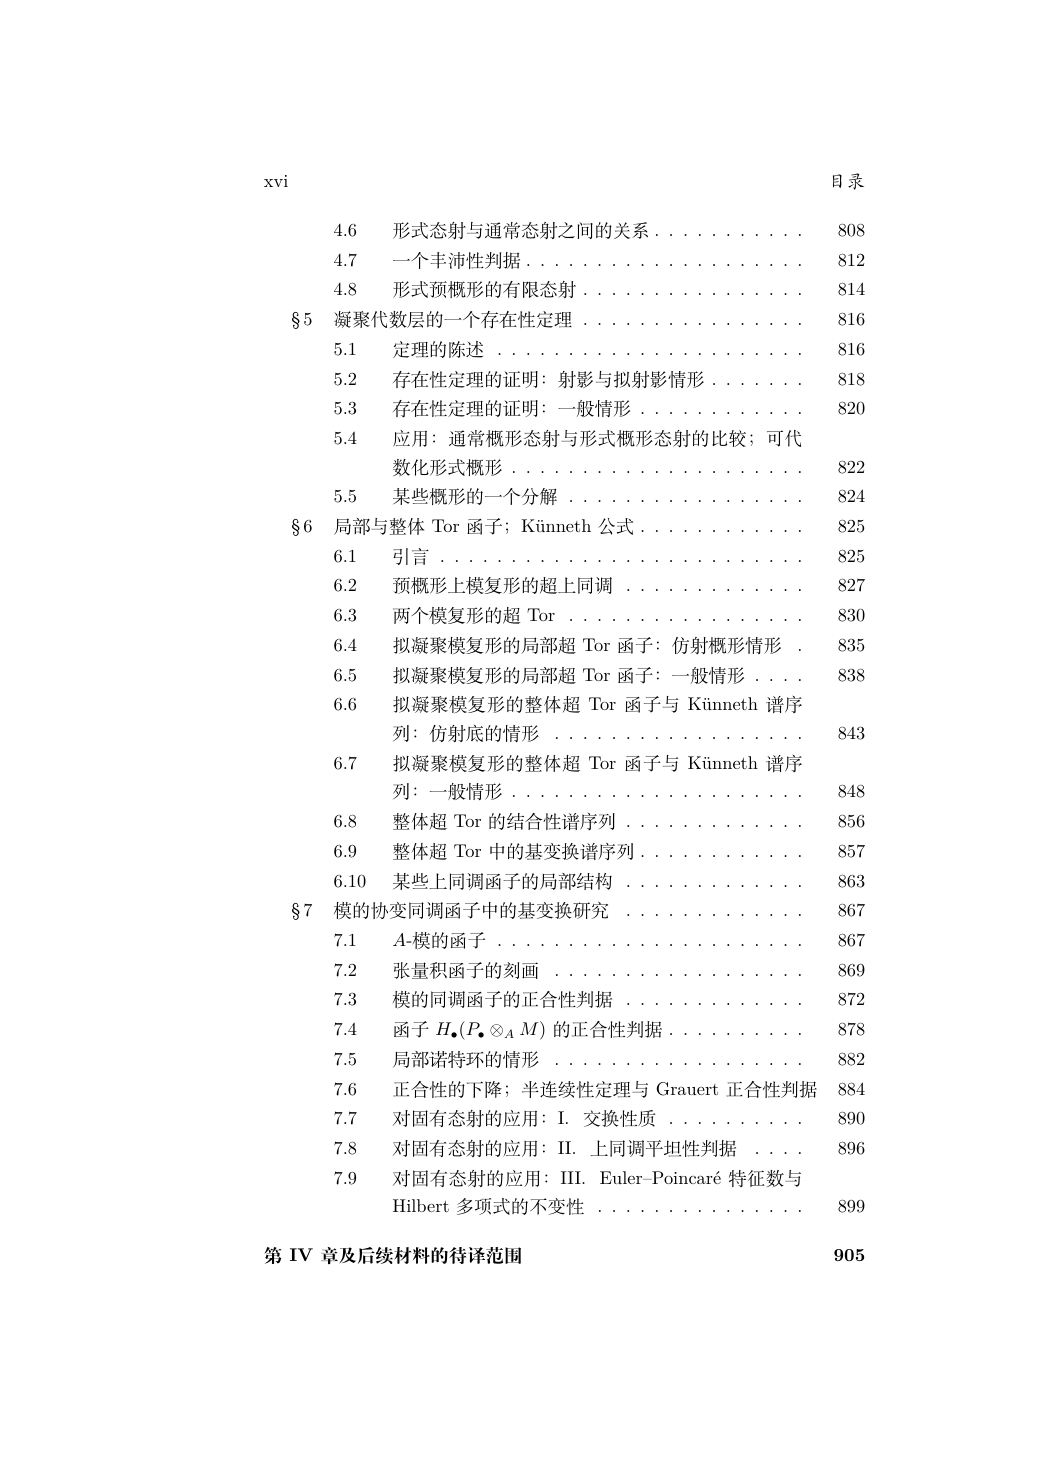 xvi 目录
4.6 形式态射与通常态射之间的关系 . . . . . . . . . . . 808
4.7 一个丰沛性判据 . . . . . . . . . . . . . . . . . . . . 812
4.8 形式预概形的有限态射 . . . . . . . . . . . . . . . . 814
§5 凝聚代数层的一个存在性定理 . . . . . . . . . . . . . . . . 816
5.1 定理的陈述 . . . . . . . . . . . . . . . . . . . . . . 816
5.2 存在性定理的证明：射影与拟射影情形 . . . . . . . 818
5.3 存在性定理的证明：一般情形 . . . . . . . . . . . . 820
5.4 应用：通常概形态射与形式概形态射的比较；可代
数化形式概形 . . . . . . . . . . . . . . . . . . . . . 822
5.5 某些概形的一个分解 . . . . . . . . . . . . . . . . . 824
§6 局部与整体 Tor 函子；Künneth 公式 . . . . . . . . . . . . 825
6.1 引言 . . . . . . . . . . . . . . . . . . . . . . . . . . 825
6.2 预概形上模复形的超上同调 . . . . . . . . . . . . . 827
6.3 两个模复形的超 Tor . . . . . . . . . . . . . . . . . 830
6.4 拟凝聚模复形的局部超 Tor 函子：仿射概形情形 . 835
6.5 拟凝聚模复形的局部超 Tor 函子：一般情形 . . . . 838
6.6 拟凝聚模复形的整体超 Tor 函子与 Künneth 谱序
列：仿射底的情形 . . . . . . . . . . . . . . . . . . 843
6.7 拟凝聚模复形的整体超 Tor 函子与 Künneth 谱序
列：一般情形 . . . . . . . . . . . . . . . . . . . . . 848
6.8 整体超 Tor 的结合性谱序列 . . . . . . . . . . . . . 856
6.9 整体超 Tor 中的基变换谱序列 . . . . . . . . . . . . 857
6.10 某些上同调函子的局部结构 . . . . . . . . . . . . . 863
§7 模的协变同调函子中的基变换研究 . . . . . . . . . . . . . 867
7.1 A-模的函子 . . . . . . . . . . . . . . . . . . . . . . 867
7.2 张量积函子的刻画 . . . . . . . . . . . . . . . . . . 869
7.3 模的同调函子的正合性判据 . . . . . . . . . . . . . 872
7.4 函子 H•(P• ⊗A M) 的正合性判据 . . . . . . . . . . 878
7.5 局部诺特环的情形 . . . . . . . . . . . . . . . . . . 882
7.6 正合性的下降；半连续性定理与 Grauert 正合性判据 884
7.7 对固有态射的应用：I. 交换性质 . . . . . . . . . . 890
7.8 对固有态射的应用：II. 上同调平坦性判据 . . . . 896
7.9 对固有态射的应用：III. Euler–Poincaré 特征数与
Hilbert 多项式的不变性 . . . . . . . . . . . . . . . 899
第 IV 章及后续材料的待译范围 905